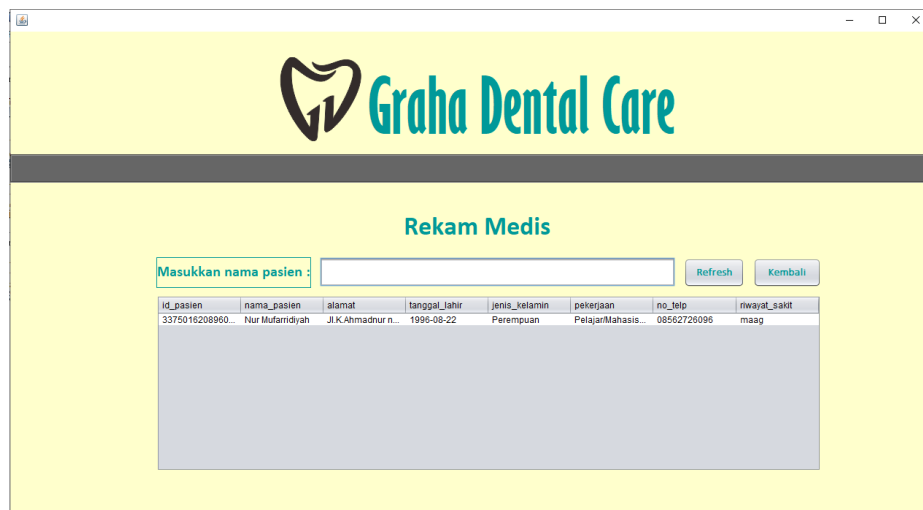 Graha Dental Care
Rekam Medis
Masukkan nama pasien : Refresh Kembali
id_pasien nama_pasien alamat tanggal_lahir jenis_kelamin pekerjaan no_telp riwayat_sakit
3375016208960... Nur Mufarridiyah Jl.K.Ahmadnur n... 1996-08-22 Perempuan Pelajar/Mahasis... 08562726096 maag